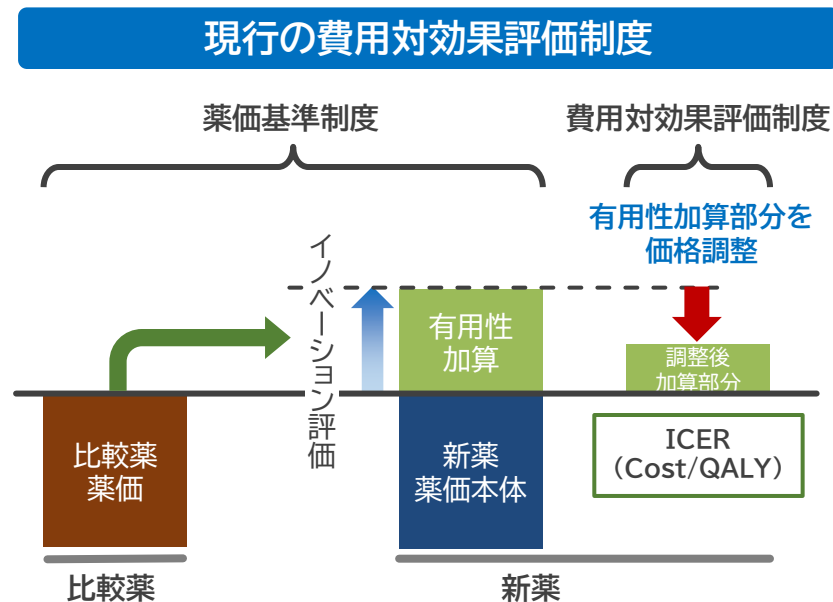 現行の費用対効果評価制度
薬価基準制度
費用対効果評価制度
有用性加算部分を
価格調整
イノベーション評価
有用性
加算
調整後
加算部分
比較薬
薬価
新薬
薬価本体
ICER
(Cost/QALY)
比較薬
新薬